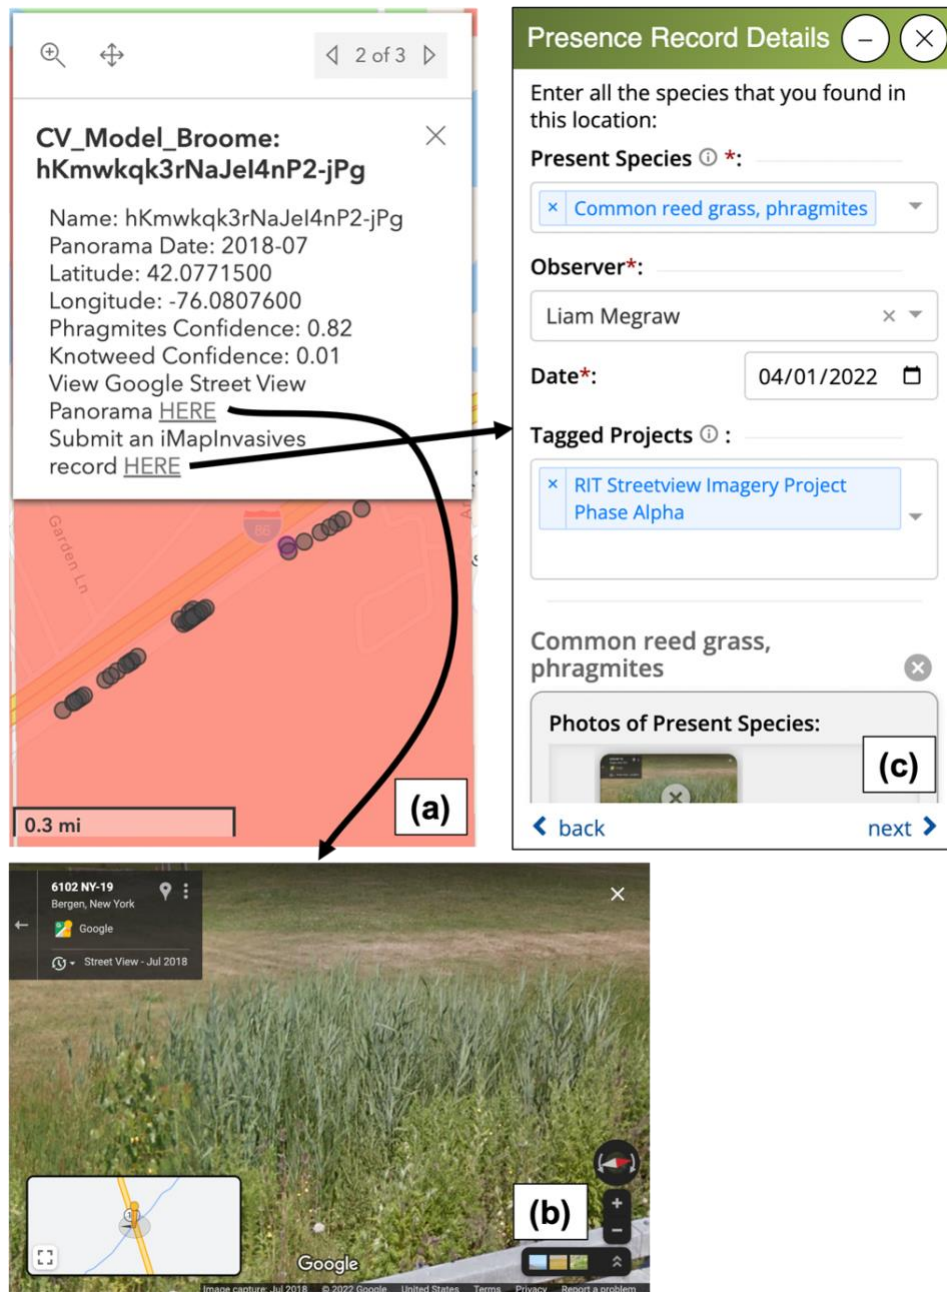 2 of 3
CV_Model_Broome:
hKmwkqk3rNaJel4nP2-jPg
Name: hKmwkqk3rNaJel4nP2-jPg
Panorama Date: 2018-07
Latitude: 42.0771500
Longitude: -76.0807600
Phragmites Confidence: 0.82
Knotweed Confidence: 0.01
View Google Street View
Panorama HERE
Submit an iMapInvasives
record HERE
Garden Ln
86
0.3 mi
(a)
Presence Record Details
Enter all the species that you found in
this location:
Present Species *:
× Common reed grass, phragmites
Observer*:
Liam Megraw
Date*:
04/01/2022
Tagged Projects :
× RIT Streetview Imagery Project
Phase Alpha
Common reed grass,
phragmites
Photos of Present Species:
(c)
back
next
6102 NY-19
Bergen, New York
Google
Street View - Jul 2018
(b)
Google
Image capture: Jul 2018 © 2022 Google United States Terms Privacy Report a problem